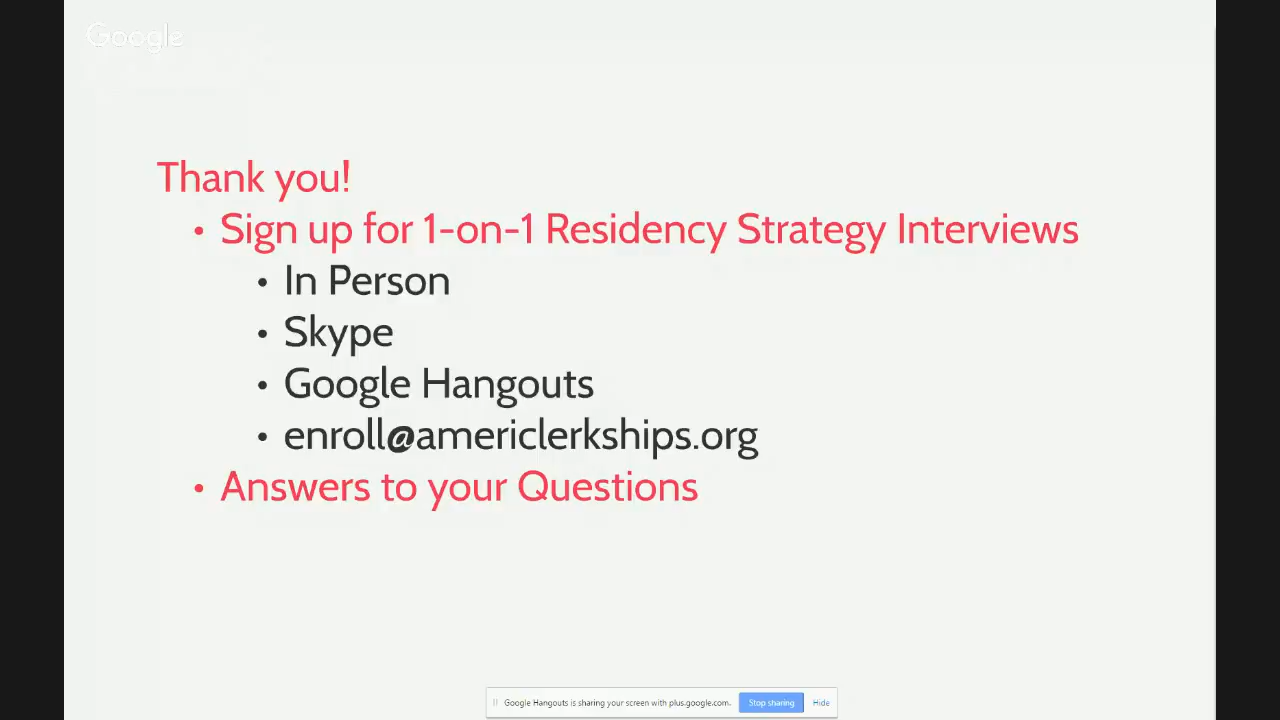 Google
Thank you!
• Sign up for 1-on-1 Residency Strategy Interviews
• In Person
• Skype
• Google Hangouts
• enroll@americlerkships.org
• Answers to your Questions
Google Hangouts is sharing your screen with plus.google.com. Stop sharing Hide